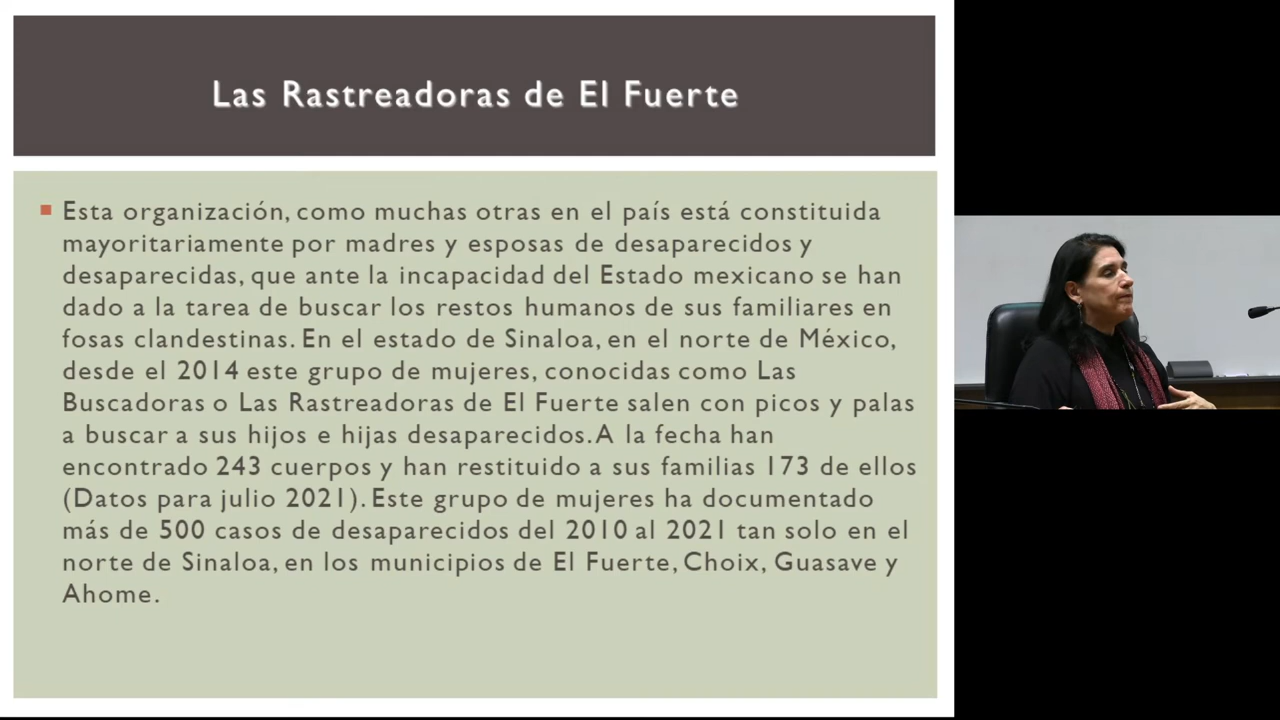 Las Rastreadoras de El Fuerte
Esta organización, como muchas otras en el país está constituida
mayoritariamente por madres y esposas de desaparecidos y
desaparecidas, que ante la incapacidad del Estado mexicano se han
dado a la tarea de buscar los restos humanos de sus familiares en
fosas clandestinas. En el estado de Sinaloa, en el norte de México,
desde el 2014 este grupo de mujeres, conocidas como Las
Buscadoras o Las Rastreadoras de El Fuerte salen con picos y palas
a buscar a sus hijos e hijas desaparecidos. A la fecha han
encontrado 243 cuerpos y han restituido a sus familias 173 de ellos
(Datos para julio 2021). Este grupo de mujeres ha documentado
más de 500 casos de desaparecidos del 2010 al 2021 tan solo en el
norte de Sinaloa, en los municipios de El Fuerte, Choix, Guasave y
Ahome.